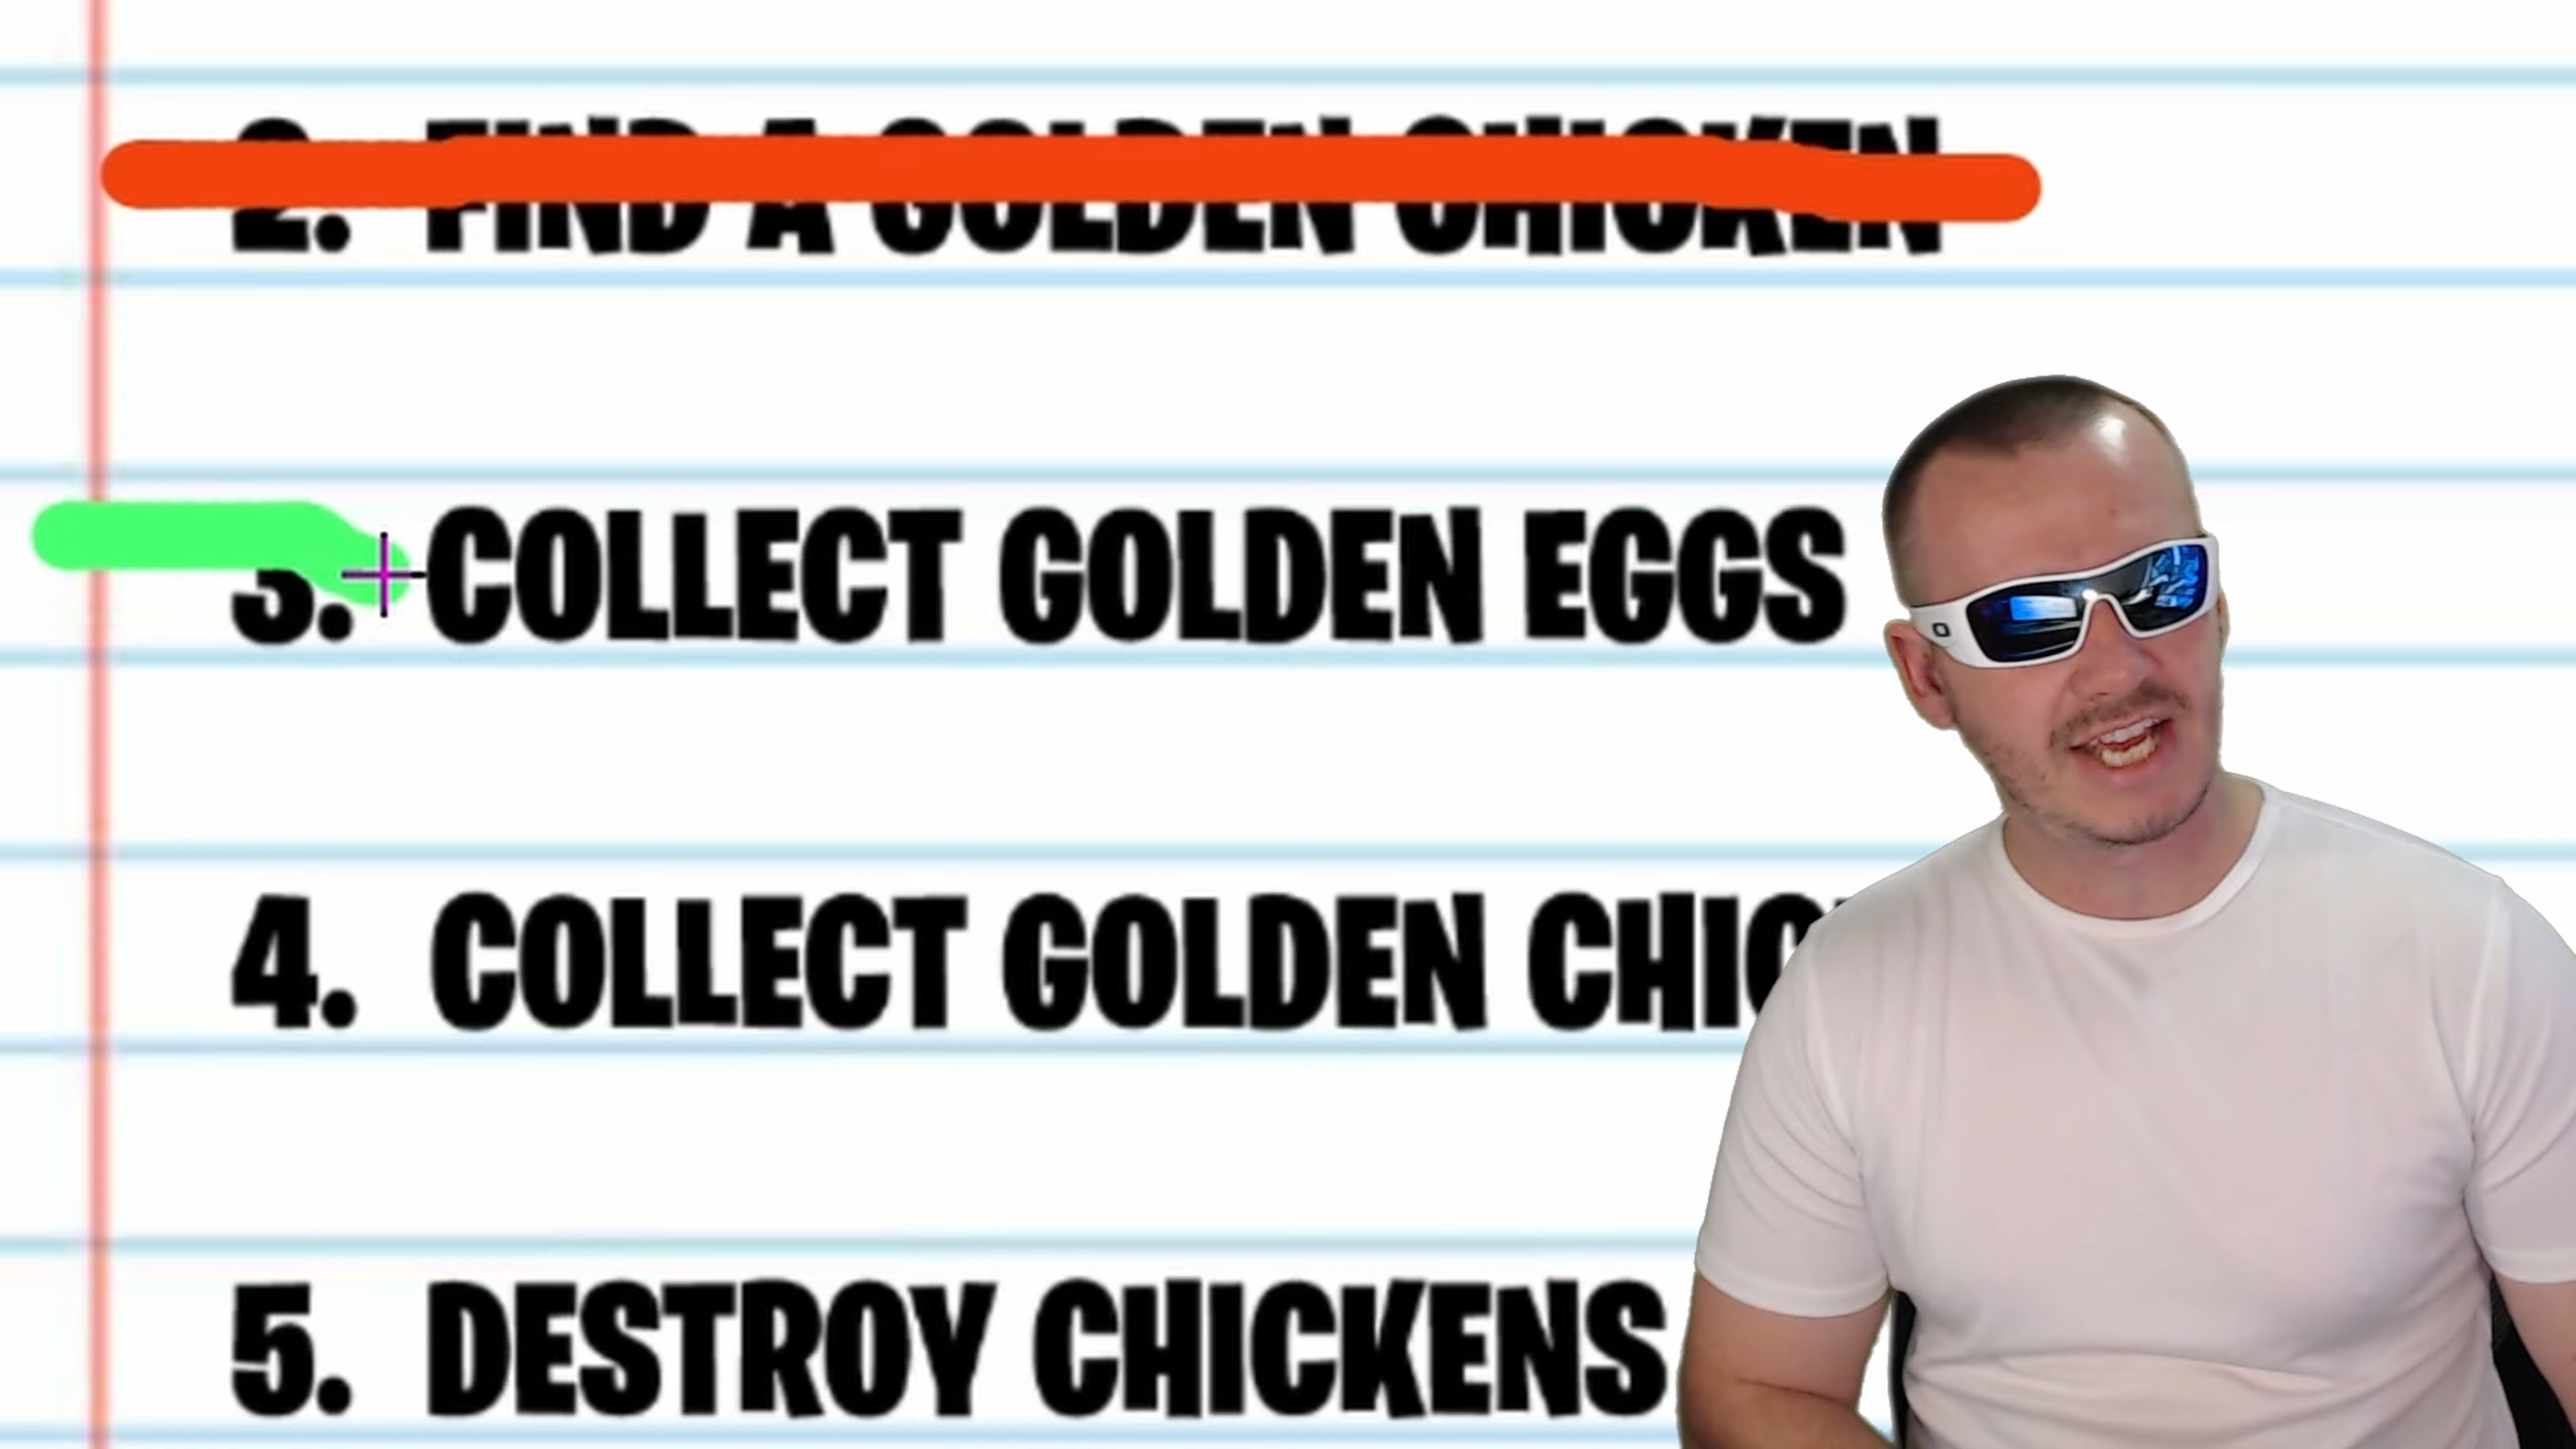 2. FIND A GOLDEN CHICKEN
3. COLLECT GOLDEN EGGS
4. COLLECT GOLDEN
5. DESTROY CHICKENS